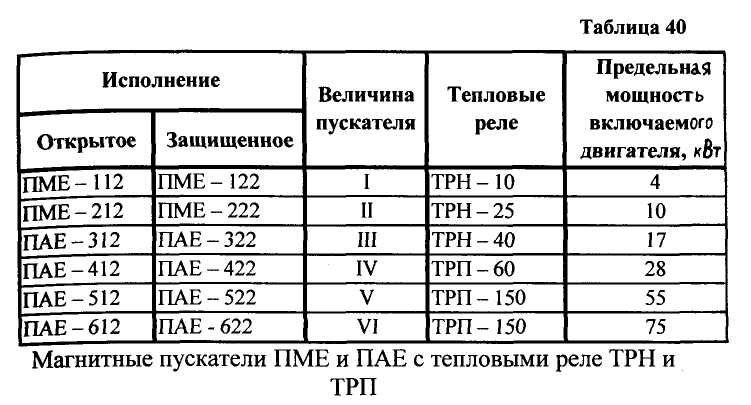 Таблица 40
Исполнение
Величина пускателя
Тепловые реле
Предельная мощность включаемого двигателя, кВт
Открытое Защищенное
ПМЕ – 112 ПМЕ – 122 I ТРН – 10 4
ПМЕ – 212 ПМЕ – 222 II ТРН – 25 10
ПАЕ – 312 ПАЕ – 322 III ТРН – 40 17
ПАЕ – 412 ПАЕ – 422 IV ТРП – 60 28
ПАЕ – 512 ПАЕ – 522 V ТРП – 150 55
ПАЕ – 612 ПАЕ - 622 VI ТРП – 150 75
Магнитные пускатели ПМЕ и ПАЕ с тепловыми реле ТРН и
ТРП